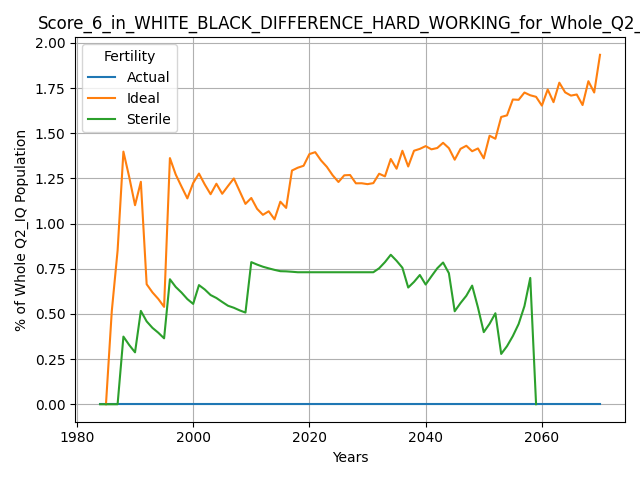 Score_6_in_WHITE_BLACK_DIFFERENCE_HARD_WORKING_for_Whole_Q2_
Fertility
Actual
Ideal
Sterile
% of Whole Q2_IQ Population
2.00
1.75
1.50
1.25
1.00
0.75
0.50
0.25
0.00
1980 2000 2020 2040 2060
Years